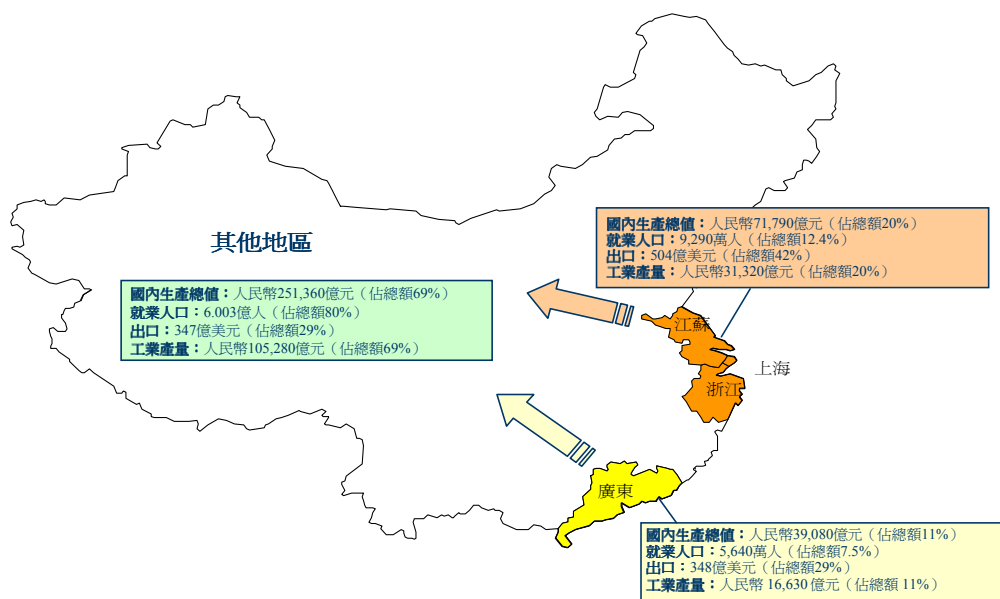 國內生產總值：人民幣71,790億元（佔總額20%）
就業人口：9,290萬人（佔總額12.4%）
出口：504億美元（佔總額42%）
工業產量：人民幣31,320億元（佔總額20%）
其他地區
國內生產總值：人民幣251,360億元（佔總額69%）
就業人口：6.003億人（佔總額80%）
出口：347億美元（佔總額29%）
工業產量：人民幣105,280億元（佔總額69%）
江蘇
上海
浙江
廣東
國內生產總值：人民幣39,080億元（佔總額11%）
就業人口：5,640萬人（佔總額7.5%）
出口：348億美元（佔總額29%）
工業產量：人民幣 16,630 億元（佔總額 11%）